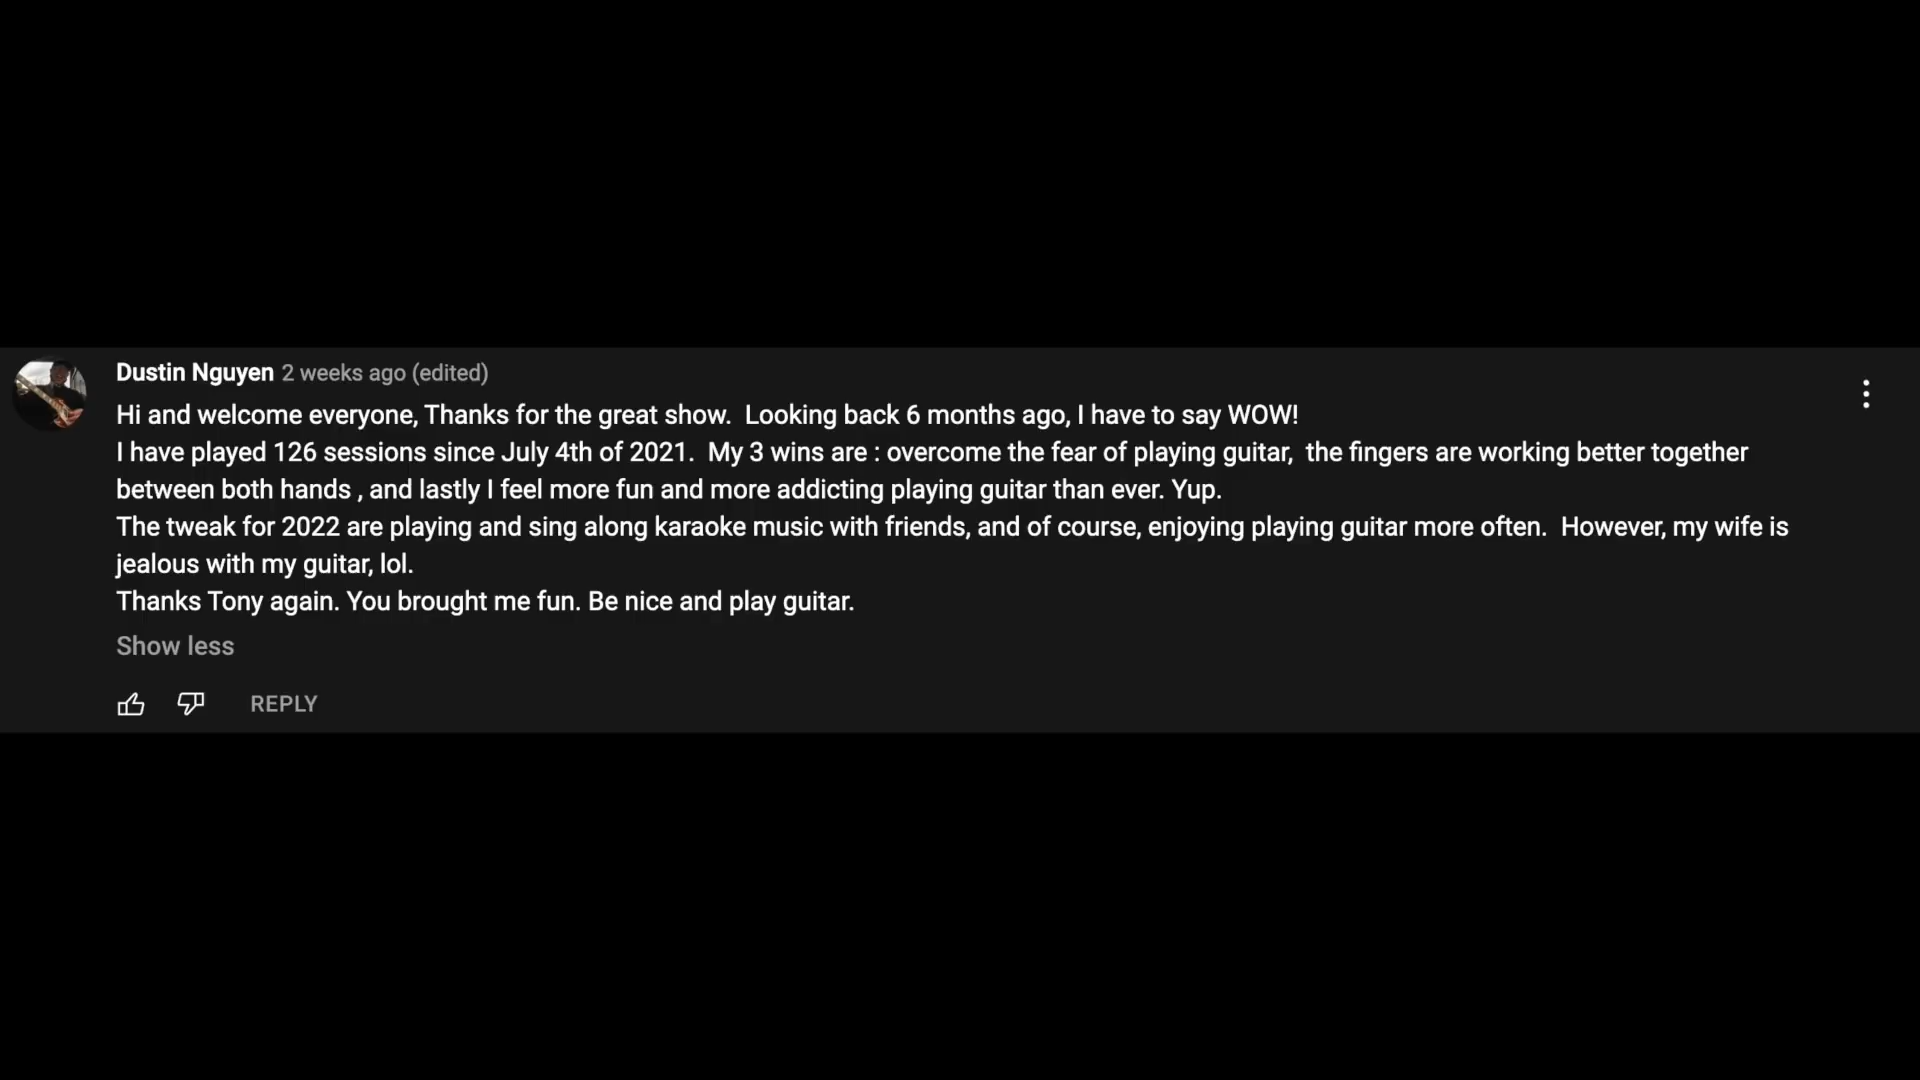 Dustin Nguyen 2 weeks ago (edited)
Hi and welcome everyone, Thanks for the great show.  Looking back 6 months ago, I have to say WOW!
I have played 126 sessions since July 4th of 2021.  My 3 wins are : overcome the fear of playing guitar,  the fingers are working better together
between both hands , and lastly I feel more fun and more addicting playing guitar than ever. Yup.
The tweak for 2022 are playing and sing along karaoke music with friends, and of course, enjoying playing guitar more often.  However, my wife is
jealous with my guitar, lol.
Thanks Tony again. You brought me fun. Be nice and play guitar.
Show less
REPLY